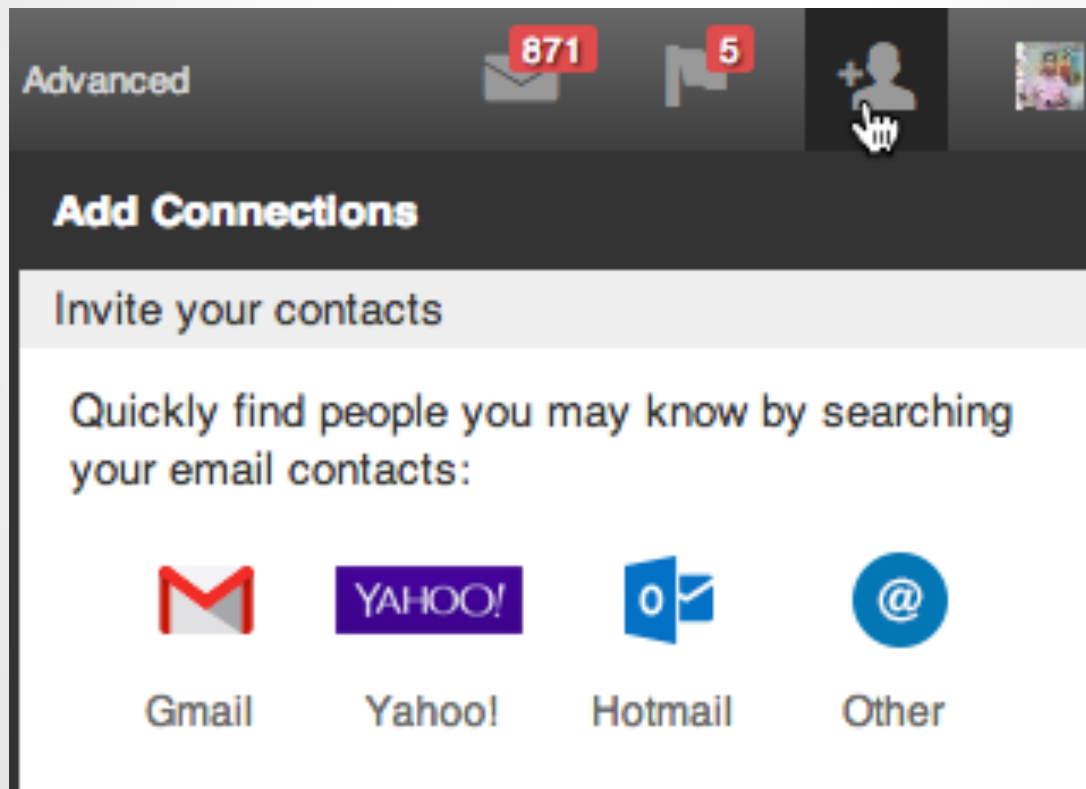 Advanced 871 5
Add Connections
Invite your contacts
Quickly find people you may know by searching
your email contacts:
YAHOO!
Gmail Yahoo! Hotmail Other